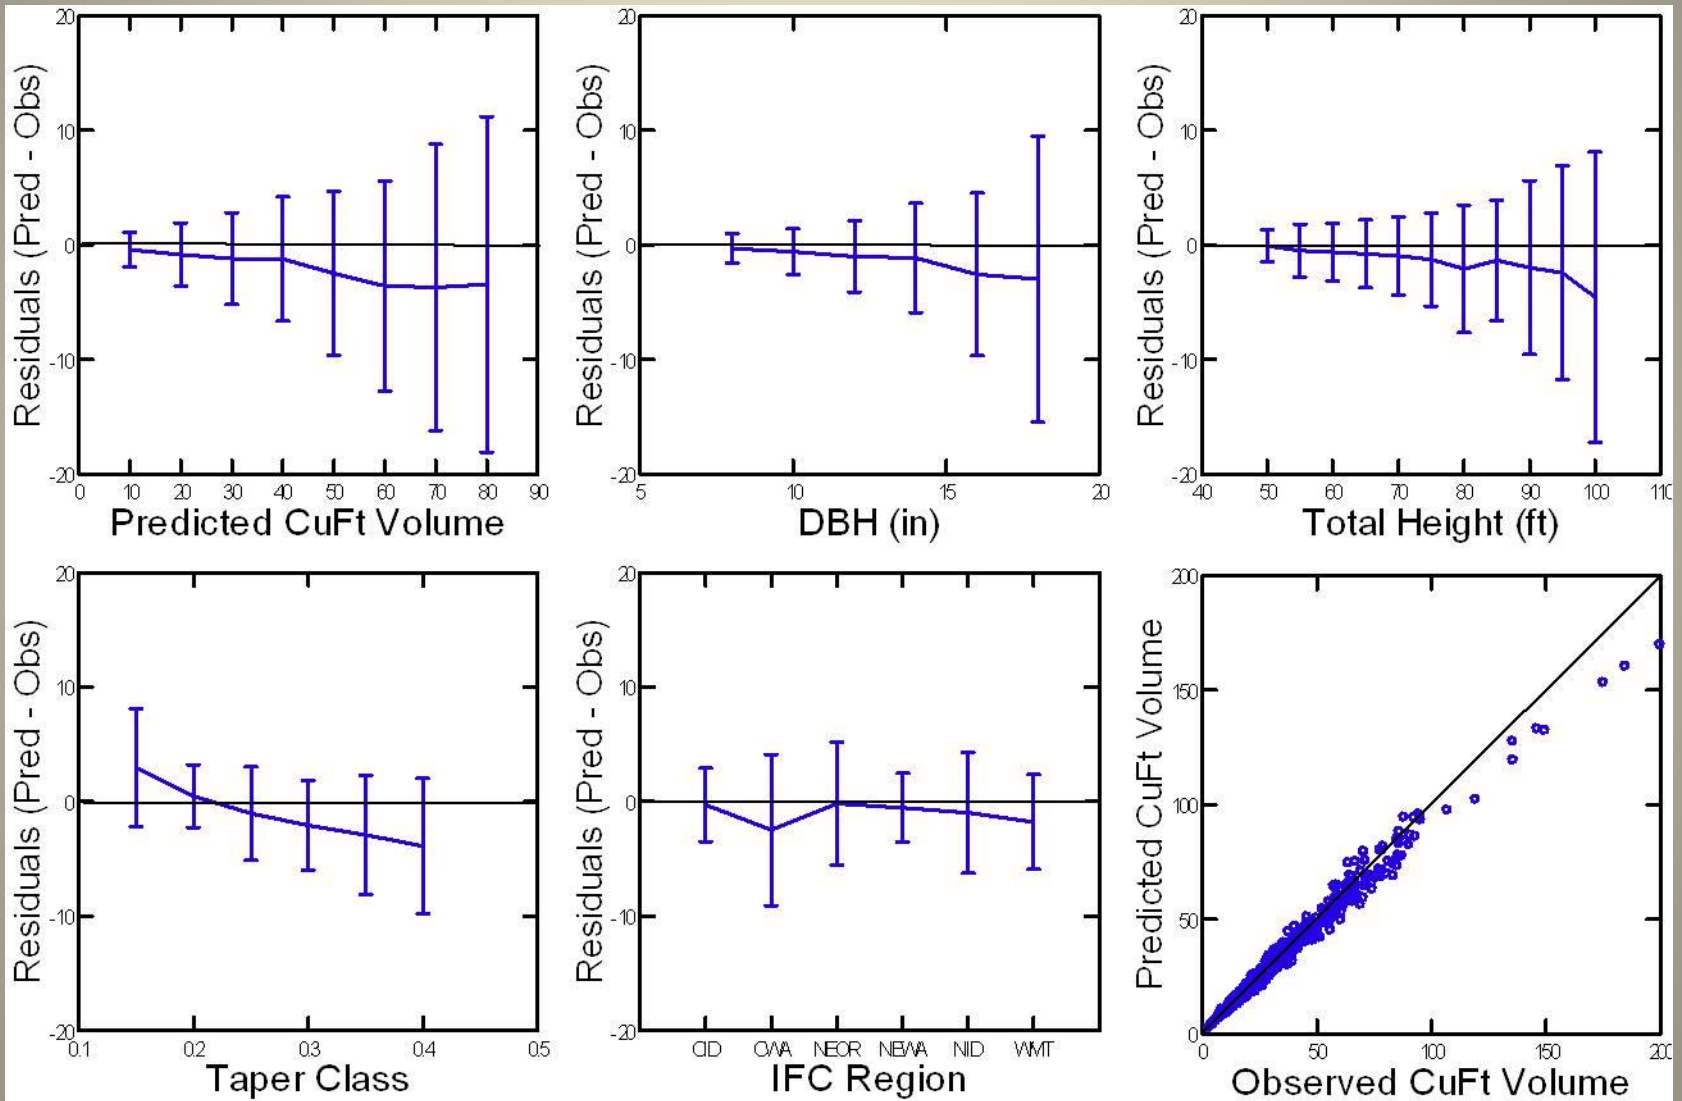 20
10
0
-10
-20
0 10 20 30 40 50 60 70 80 90
Residuals (Pred - Obs)
Predicted CuFt Volume
20
10
0
-10
-20
5 10 15 20
Residuals (Pred - Obs)
DBH (in)
20
10
0
-10
-20
40 50 60 70 80 90 100 110
Residuals (Pred - Obs)
Total Height (ft)
20
10
0
-10
-20
0.1 0.2 0.3 0.4 0.5
Residuals (Pred - Obs)
Taper Class
20
10
0
-10
-20
CID CWA NEOR NEWA NID WMT
Residuals (Pred - Obs)
IFC Region
200
150
100
50
0
0 50 100 150 200
Predicted CuFt Volume
Observed CuFt Volume